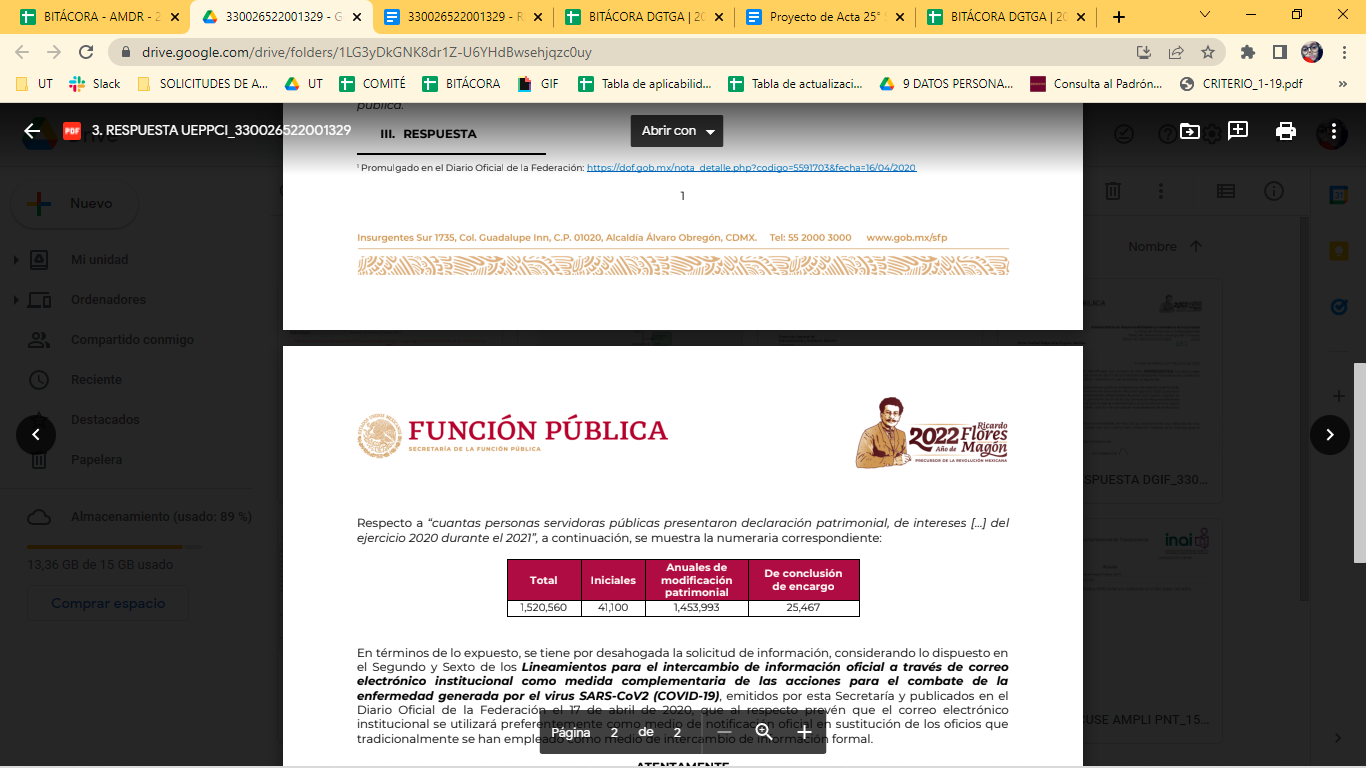 BITÁCORA - AMDR - 2
330026522001329 - G
330026522001329 - R
BITÁCORA DGTGA | 20
Proyecto de Acta 25° S
BITÁCORA DGTGA | 20
drive.google.com/drive/folders/1LG3yDkGNK8dr1Z-U6YHdBwsehjqzc0uy
UT
Slack
SOLICITUDES DE A...
UT
COMITÉ
BITÁCORA
GIF
Tabla de aplicabilid...
Tabla de actualizaci...
9 DATOS PERSONA...
Consulta al Padrón...
CRITERIO_1-19.pdf
»
pública.
PDF
3. RESPUESTA UEPPCI_330026522001329
Abrir con
III. RESPUESTA
¹ Promulgado en el Diario Oficial de la Federación: https://dof.gob.mx/nota_detalle.php?codigo=5591703&fecha=16/04/2020
1
Insurgentes Sur 1735, Col. Guadalupe Inn, C.P. 01020, Alcaldía Álvaro Obregón, CDMX. Tel: 55 2000 3000 www.gob.mx/sfp
Nuevo
Mi unidad
Ordenadores
Compartido conmigo
Reciente
Destacados
Papelera
Almacenamiento (usado: 89 %)
13,36 GB de 15 GB usado
Comprar espacio
Nombre
SPUESTA DGIF_330...
inai
CUSE AMPLI PNT_15...
FUNCIÓN PÚBLICA
SECRETARÍA DE LA FUNCIÓN PÚBLICA
2022 Ricardo
Año de Flores
Magón
PRECURSOR DE LA REVOLUCIÓN MEXICANA
Respecto a “cuantas personas servidoras públicas presentaron declaración patrimonial, de intereses [...] del
ejercicio 2020 durante el 2021”, a continuación, se muestra la numeraria correspondiente:
Total
Iniciales
Anuales de
modificación
patrimonial
De conclusión
de encargo
1,520,560
41,100
1,453,993
25,467
En términos de lo expuesto, se tiene por desahogada la solicitud de información, considerando lo dispuesto en
el Segundo y Sexto de los Lineamientos para el intercambio de información oficial a través de correo
electrónico institucional como medida complementaria de las acciones para el combate de la
enfermedad generada por el virus SARS-CoV2 (COVID-19), emitidos por esta Secretaría y publicados en el
Diario Oficial de la Federación el 17 de abril de 2020, que al respecto prevén que el correo electrónico
institucional se utilizará preferentemente como medio de notificación oficial en sustitución de los oficios que
tradicionalmente se han empleado como medio de intercambio de información formal.
Página 2 de 2
ATENTAMENTE